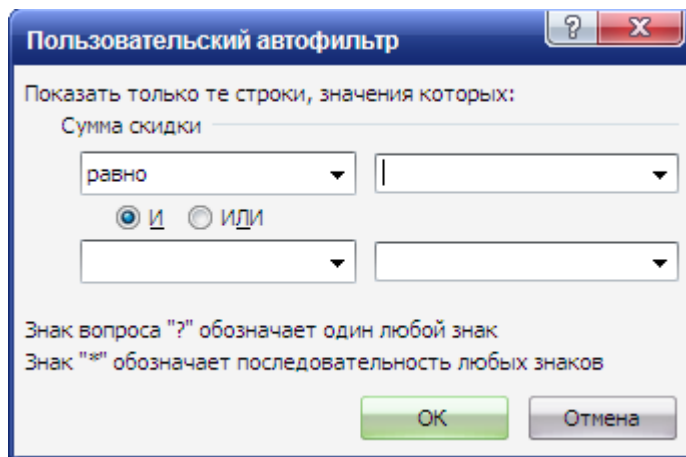 Пользовательский автофильтр
Показать только те строки, значения которых:
Сумма скидки
равно
И ИЛИ
Знак вопроса "?" обозначает один любой знак
Знак "*" обозначает последовательность любых знаков
ОК Отмена